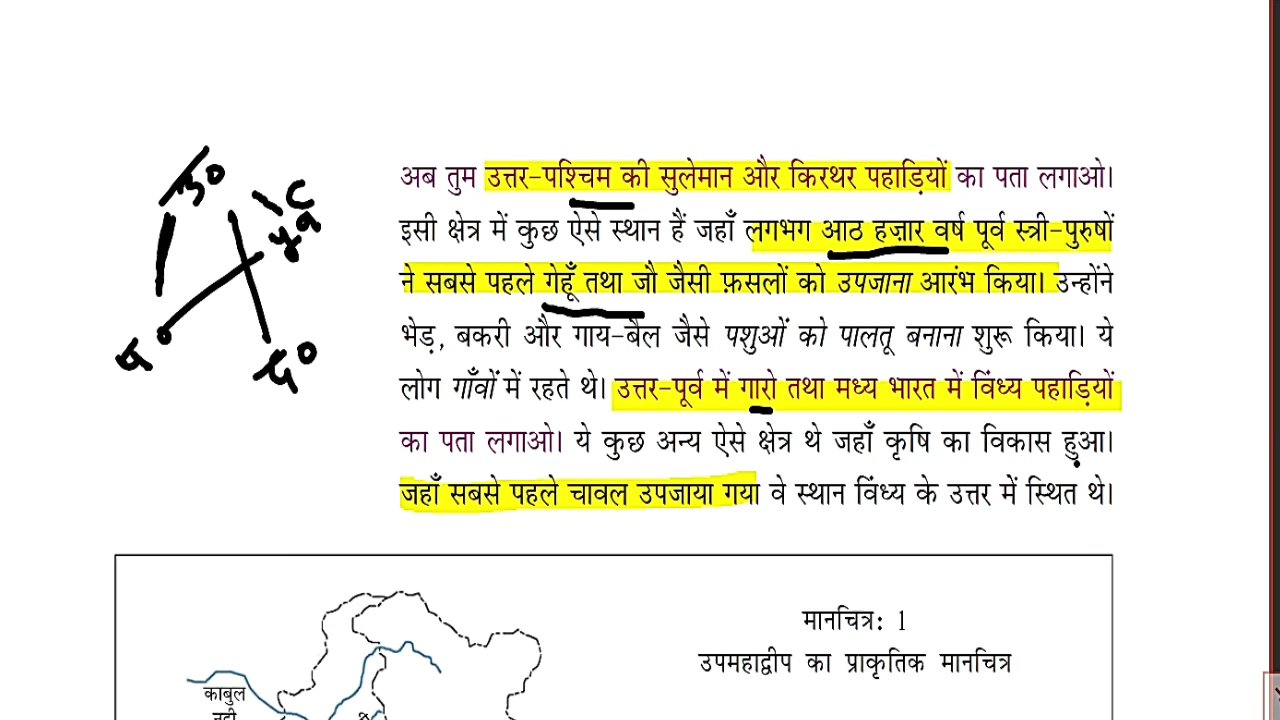 अब तुम उत्तर-पश्चिम की सुलेमान और किरथर पहाड़ियों का पता लगाओ।
इसी क्षेत्र में कुछ ऐसे स्थान हैं जहाँ लगभग आठ हज़ार वर्ष पूर्व स्त्री-पुरुषों
ने सबसे पहले गेहूँ तथा जौ जैसी फ़सलों को उपजाना आरंभ किया। उन्होंने
भेड़, बकरी और गाय-बैल जैसे पशुओं को पालतू बनाना शुरू किया। ये
लोग गाँवों में रहते थे। उत्तर-पूर्व में गारो तथा मध्य भारत में विंध्य पहाड़ियों
का पता लगाओ। ये कुछ अन्य ऐसे क्षेत्र थे जहाँ कृषि का विकास हुआ।
जहाँ सबसे पहले चावल उपजाया गया वे स्थान विंध्य के उत्तर में स्थित थे।
मानचित्र: 1
उपमहाद्वीप का प्राकृतिक मानचित्र
काबुल
नदी